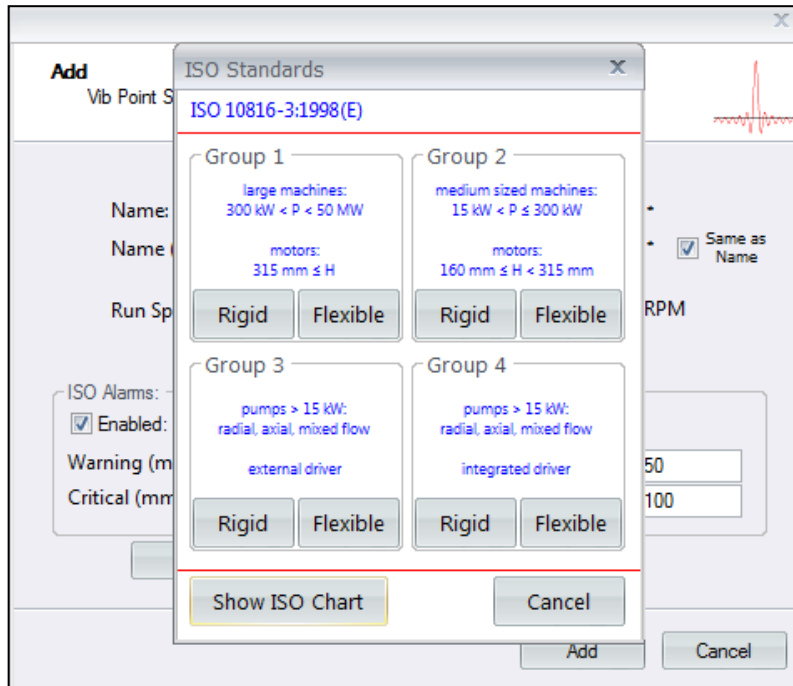 x
Add
Vib Point S
ISO Standards
x
ISO 10816-3:1998(E)
Group 1
large machines:
300 kW < P < 50 MW
motors:
315 mm ≤ H
Rigid Flexible
Group 2
medium sized machines:
15 kW < P ≤ 300 kW
motors:
160 mm ≤ H < 315 mm
Rigid Flexible
Group 3
pumps > 15 kW:
radial, axial, mixed flow
external driver
Rigid Flexible
Group 4
pumps > 15 kW:
radial, axial, mixed flow
integrated driver
Rigid Flexible
Show ISO Chart
Cancel
Name: *
Name ( * Same as
Name
Run Sp RPM
ISO Alarms:
Enabled:
Warning (m 50
Critical (mm 100
Add
Cancel